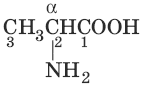 α
CH₃CHCOOH
3 2 1
NH₂